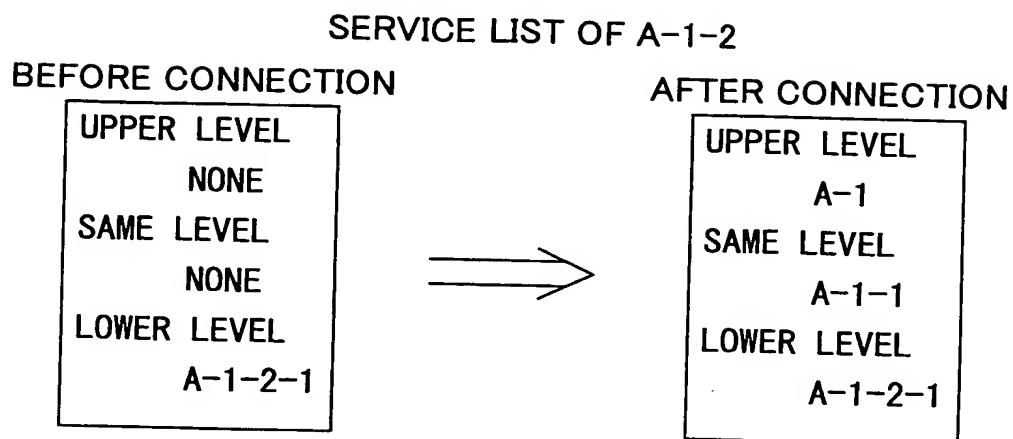 SERVICE LIST OF A-1-2
BEFORE CONNECTION
UPPER LEVEL
NONE
SAME LEVEL
NONE
LOWER LEVEL
A-1-2-1
AFTER CONNECTION
UPPER LEVEL
A-1
SAME LEVEL
A-1-1
LOWER LEVEL
A-1-2-1